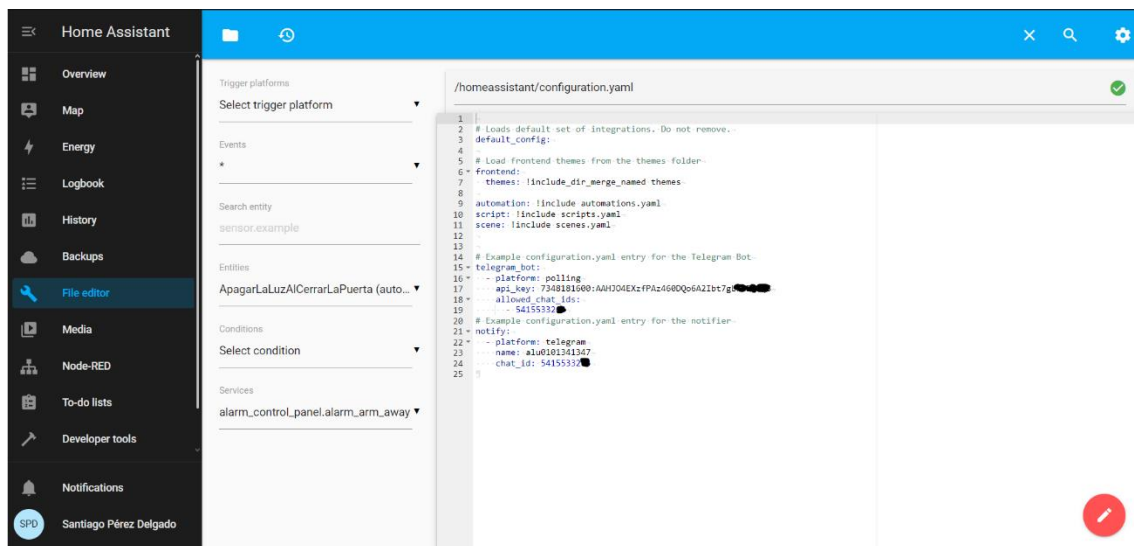 Home Assistant
Overview
Map
Energy
Logbook
History
Backups
File editor
Media
Node-RED
To-do lists
Developer tools
Notifications
SPD Santiago Pérez Delgado
Trigger platforms
Select trigger platform
Events
*
Search entity
sensor.example
Entities
ApagarLaLuzAlCerrarLaPuerta (auto...
Conditions
Select condition
Services
alarm_control_panel.alarm_arm_away
/homeassistant/configuration.yaml
1
2 # Loads default set of integrations. Do not remove.
3 default_config:
4
5 # Load frontend themes from the themes folder
6 frontend:
7 themes: !include_dir_merge_named themes
8
9 automation: !include automations.yaml
10 script: !include scripts.yaml
11 scene: !include scenes.yaml
12
13
14 # Example configuration.yaml entry for the Telegram Bot
15 telegram_bot:
16 - platform: polling
17 api_key:
18 allowed_chat_ids:
19 - 54155332
20 # Example configuration.yaml entry for the notifier
21 notify:
22 - platform: telegram
23 name: alu0101341347
24 chat_id: 54155332
25